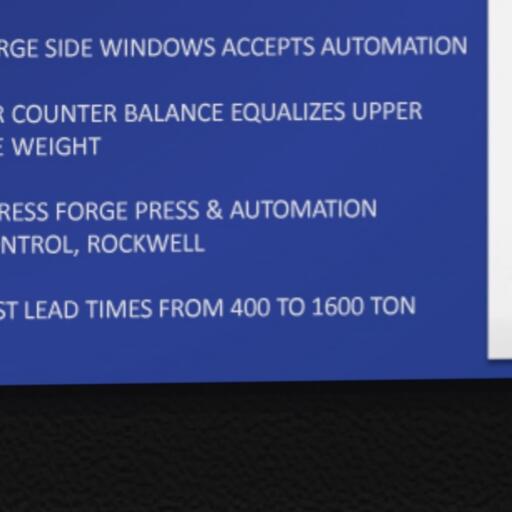 RGE SIDE WINDOWS ACCEPTS AUTOMATION
R COUNTER BALANCE EQUALIZES UPPER
E WEIGHT
RESS FORGE PRESS & AUTOMATION
NTROL, ROCKWELL
ST LEAD TIMES FROM 400 TO 1600 TON